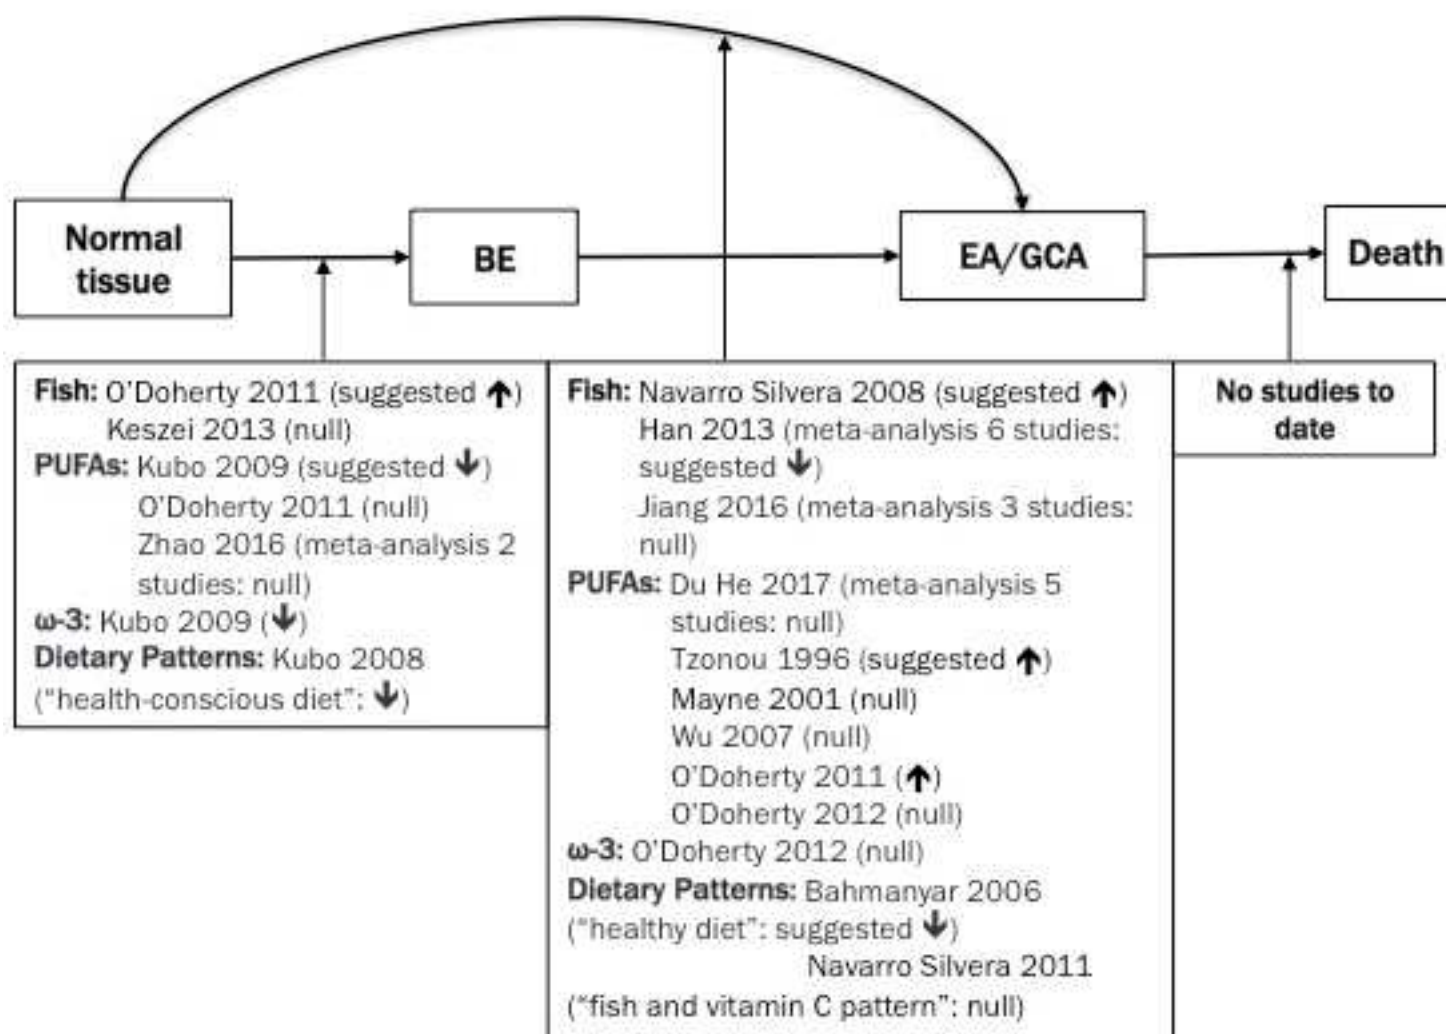 Normal
tissue
BE
EA/GCA
Death
Fish: O'Doherty 2011 (suggested ↑)
Keszei 2013 (null)
PUFAs: Kubo 2009 (suggested ↓)
O'Doherty 2011 (null)
Zhao 2016 (meta-analysis 2
studies: null)
ω-3: Kubo 2009 (↓)
Dietary Patterns: Kubo 2008
("health-conscious diet": ↓)
Fish: Navarro Silvera 2008 (suggested ↑)
Han 2013 (meta-analysis 6 studies:
suggested ↓)
Jiang 2016 (meta-analysis 3 studies:
null)
PUFAs: Du He 2017 (meta-analysis 5
studies: null)
Tzonou 1996 (suggested ↑)
Mayne 2001 (null)
Wu 2007 (null)
O'Doherty 2011 (↑)
O'Doherty 2012 (null)
ω-3: O'Doherty 2012 (null)
Dietary Patterns: Bahmanyar 2006
("healthy diet": suggested ↓)
Navarro Silvera 2011
("fish and vitamin C pattern": null)
No studies to
date